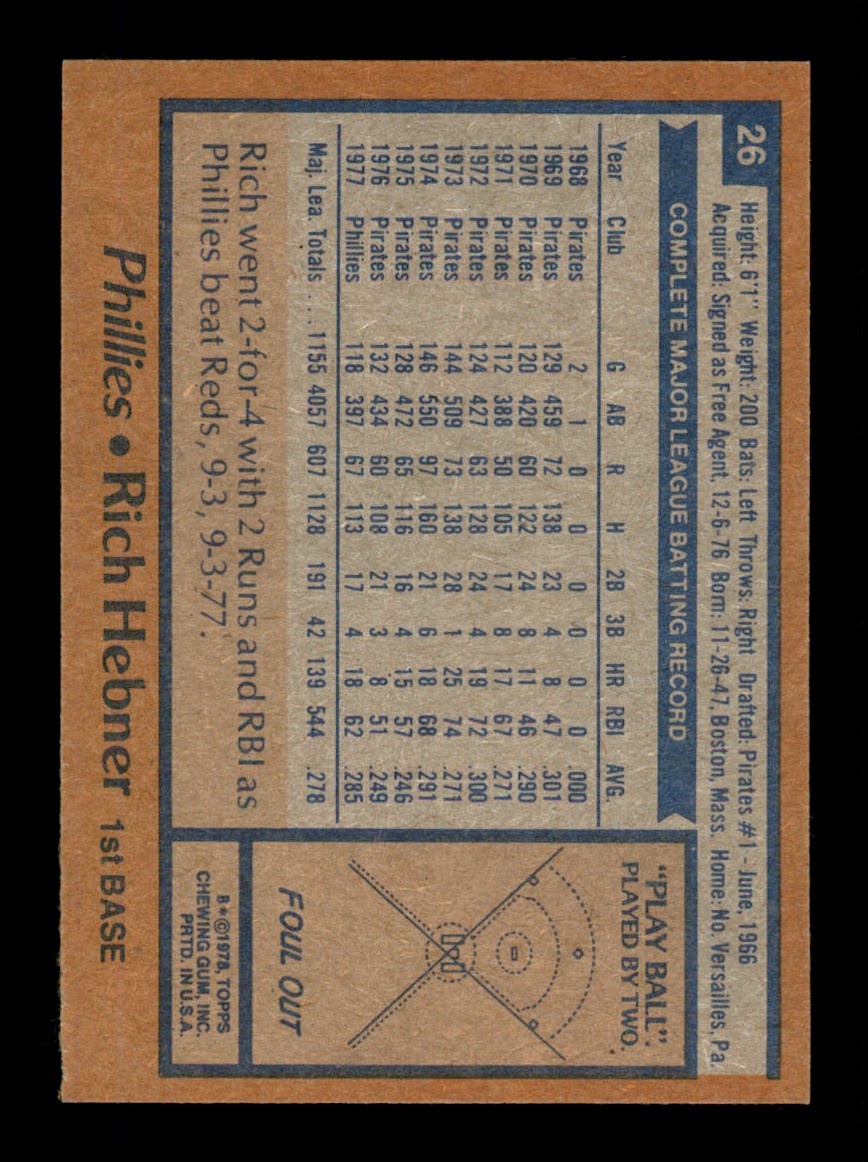 26
Height: 6'1" Weight: 200 Bats: Left Throws: Right Drafted: Pirates #1 - June, 1966
Acquired: Signed as Free Agent, 12-6-76 Born: 11-26-47, Boston, Mass. Home: No. Versailles, Pa.
COMPLETE MAJOR LEAGUE BATTING RECORD
Year Club G AB R H 2B 3B HR RBI AVG.
1968 Pirates 2 1 0 0 0 0 0 0 .000
1969 Pirates 129 459 72 138 23 4 8 47 .301
1970 Pirates 120 420 60 122 24 8 11 46 .290
1971 Pirates 112 388 50 105 17 8 17 67 .271
1972 Pirates 124 427 63 128 24 4 19 72 .300
1973 Pirates 144 509 73 138 28 1 25 74 .271
1974 Pirates 146 550 97 160 21 6 18 68 .291
1975 Pirates 128 472 65 116 16 4 15 57 .246
1976 Pirates 132 434 60 108 21 3 8 51 .249
1977 Phillies 118 397 67 113 17 4 18 62 .285
Maj. Lea. Totals .... 1155 4057 607 1128 191 42 139 544 .278
Rich went 2-for-4 with 2 Runs and RBI as
Phillies beat Reds, 9-3, 9-3-77.
"PLAY BALL":
PLAYED BY TWO.
FOUL OUT
B*©1978, TOPPS
CHEWING GUM, INC.
PRTD. IN U.S.A.
Phillies • Rich Hebner 1st BASE